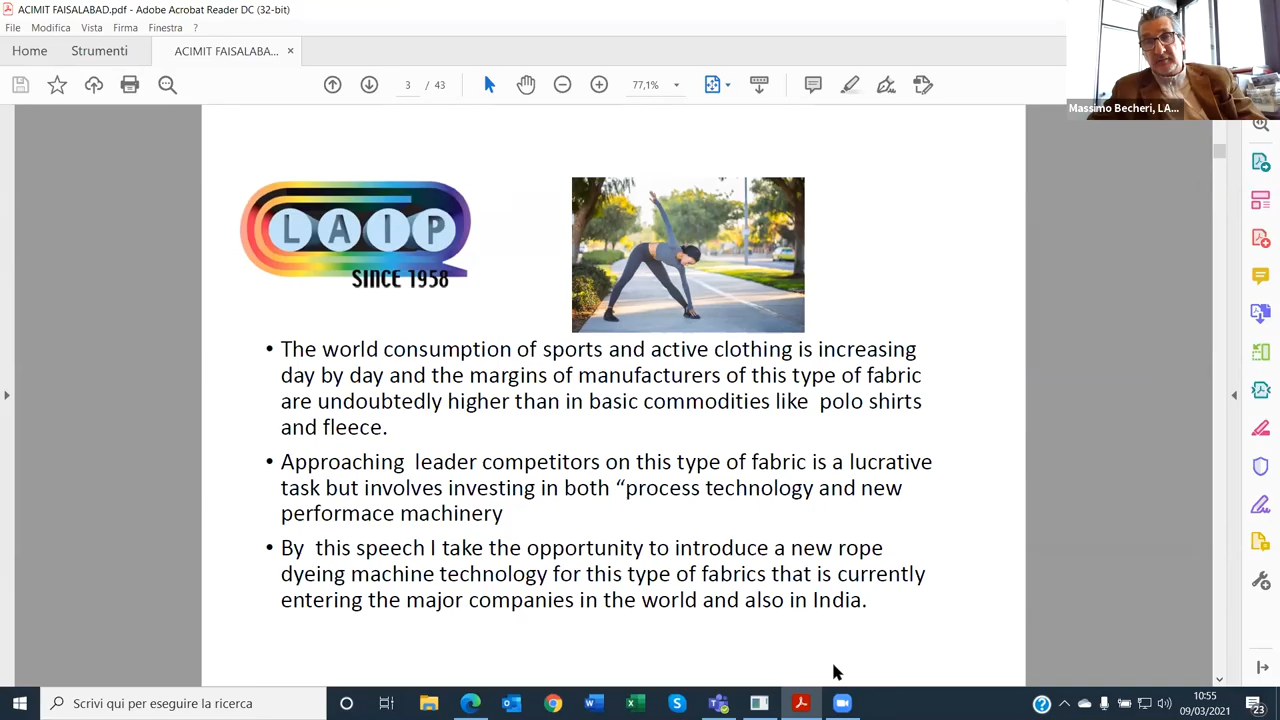 ACIMIT FAISALABAD.pdf - Adobe Acrobat Reader DC (32-bit)
File Modifica Vista Firma Finestra ?
Home Strumenti ACIMIT FAISALABA... ×
3 / 43 77,1%
Massimo Becheri, LA...
LAIP
SINCE 1958
• The world consumption of sports and active clothing is increasing
day by day and the margins of manufacturers of this type of fabric
are undoubtedly higher than in basic commodities like polo shirts
and fleece.
• Approaching leader competitors on this type of fabric is a lucrative
task but involves investing in both “process technology and new
performace machinery
• By this speech I take the opportunity to introduce a new rope
dyeing machine technology for this type of fabrics that is currently
entering the major companies in the world and also in India.
Scrivi qui per eseguire la ricerca
10:55
09/03/2021
23